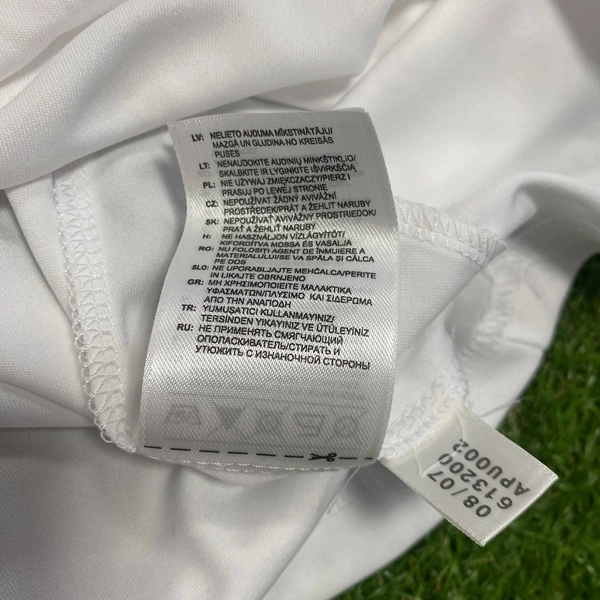 LV: NELIETO AUDUMA MĪKSTINĀTĀJU/
MAZGĀ UN GLUDINA NO KREISĀS
PUSES
LT: NENAUDOKITE AUDINIŲ MINKŠTIKLIO/
SKALBKITE IR LYGINKITE IŠVIRKŠČIĄ
PL: NIE UŻYWAJ ZMIĘKCZACZY/PIERZ I
PRASUJ PO LEWEJ STRONIE
CZ: NEPOUŽÍVAT ŽÁDNÝ AVIVÁŽNÍ
PROSTŘEDEK/PRÁT A ŽEHLIT NARUBY
SK: NEPOUŽÍVAŤ AVIVÁŽNY PROSTRIEDOK/
PRAŤ A ŽEHLIŤ NARUBY
H: NE HASZNÁLJON VÍZLÁGYÍTÓT/
KIFORDÍTVA MOSSA ÉS VASALJA
RO: NU FOLOSITI AGENT DE ÎNMUIERE A
MATERIALULUI/SE VA SPĂLA ŞI CĂLCA
PE DOS
SLO: NE UPORABLJAJTE MEHČALCA/PERITE
IN LIKAJTE OBRNJENO
GR: ΜΗ ΧΡΗΣΙΜΟΠΟΙΕΙΤΕ ΜΑΛΑΚΤΙΚΑ
ΥΦΑΣΜΑΤΩΝ/ΠΛΥΣΙΜΟ ΚΑΙ ΣΙΔΕΡΩΜΑ
ΑΠΟ ΤΗΝ ΑΝΑΠΟΔΗ
TR: YUMUŞATICI KULLANMAYINIZ/
TERSİNDEN YIKAYINIZ VE ÜTÜLEYİNİZ
RU: НЕ ПРИМЕНЯТЬ СМЯГЧАЮЩИЙ
ОПОЛАСКИВАТЕЛЬ/СТИРАТЬ И
УТЮЖИТЬ С ИЗНАНОЧНОЙ СТОРОНЫ
08/07
613200
APU002